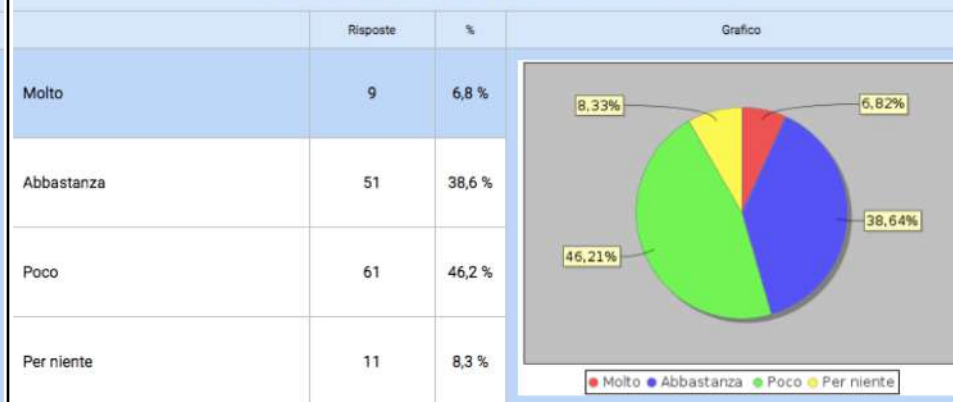 Risposte % Grafico
Molto 9 6,8 %
Abbastanza 51 38,6 %
Poco 61 46,2 %
Per niente 11 8,3 %
8,33% 6,82%
38,64%
46,21%
Molto Abbastanza Poco Per niente